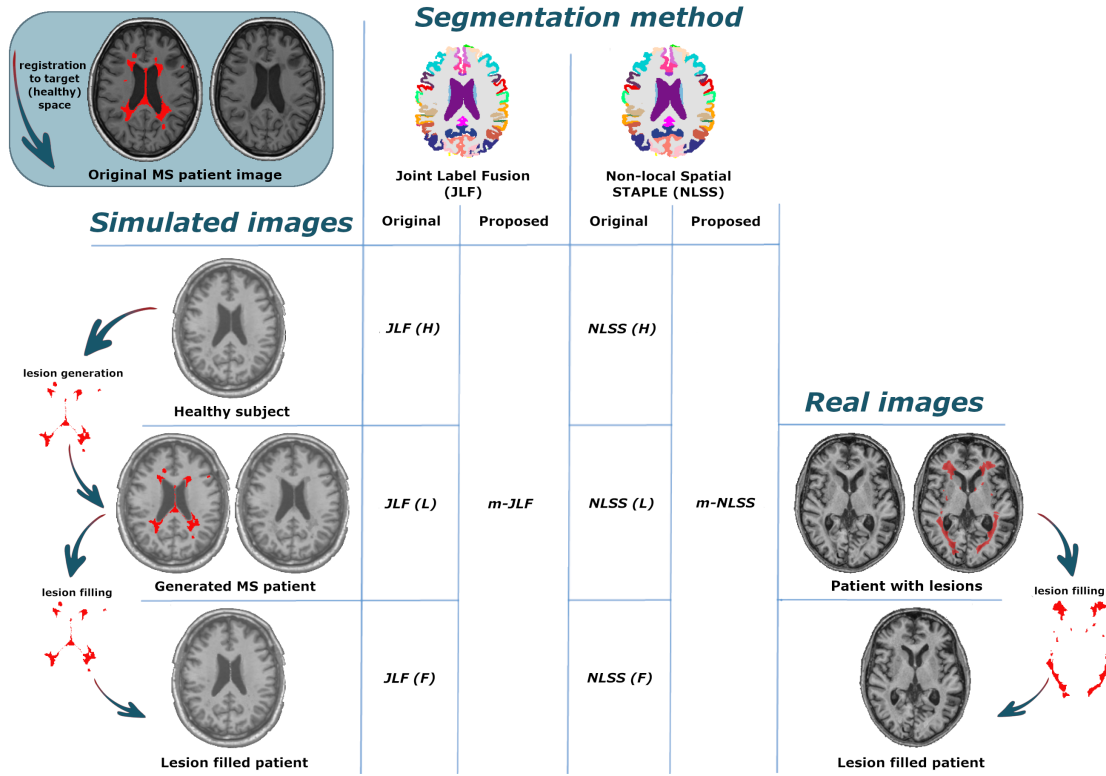 Segmentation method
registration
to target
(healthy)
space
Original MS patient image
Joint Label Fusion
(JLF)
Non-local Spatial
STAPLE (NLSS)
Simulated images
Original
Proposed
Original
Proposed
JLF (H)
NLSS (H)
lesion generation
Healthy subject
Real images
JLF (L)
m-JLF
NLSS (L)
m-NLSS
Generated MS patient
Patient with lesions
lesion filling
lesion filling
JLF (F)
NLSS (F)
Lesion filled patient
Lesion filled patient